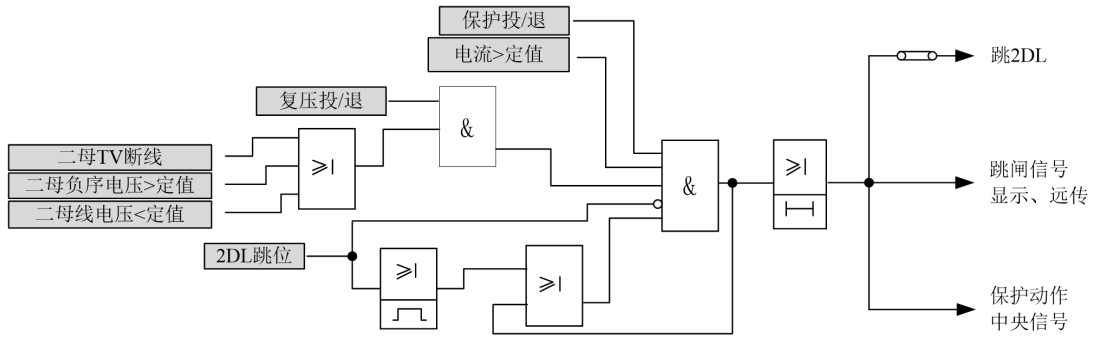 保护投/退
电流>定值
复压投/退
&
二母TV断线
二母负序电压>定值
二母线电压<定值
≥1
&
≥1
2DL跳位
≥1
≥1
跳2DL
跳闸信号
显示、远传
保护动作
中央信号